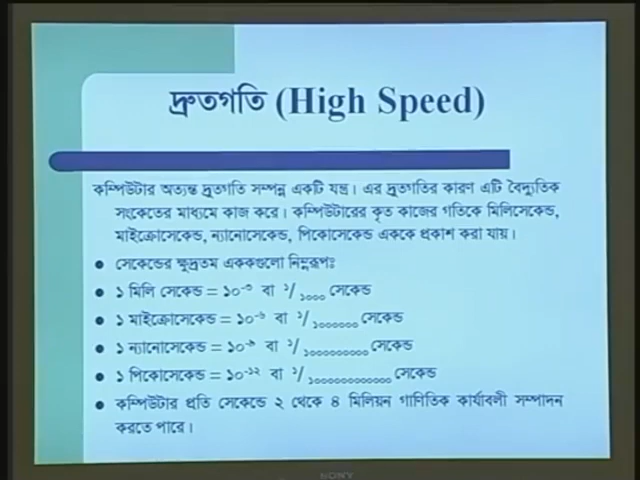 দ্রুতগতি (High Speed)
কম্পিউটার অত্যন্ত দ্রুতগতি সম্পন্ন একটি যন্ত্র। এর দ্রুতগতির কারণ এটি বৈদ্যুতিক
সংকেতের মাধ্যমে কাজ করে। কম্পিউটারের কৃত কাজের গতিকে মিলিসেকেন্ড,
মাইক্রোসেকেন্ড, ন্যানোসেকেন্ড, পিকোসেকেন্ড এককে প্রকাশ করা যায়।
● সেকেন্ডের ক্ষুদ্রতম এককগুলো নিম্নরূপঃ
● ১ মিলি সেকেন্ড = ১০⁻³ বা ১/১০০০ সেকেন্ড
● ১ মাইক্রোসেকেন্ড = ১০⁻⁶ বা ১/১০০০০০০ সেকেন্ড
● ১ ন্যানোসেকেন্ড = ১০⁻⁹ বা ১/১০০০০০০০০০ সেকেন্ড
● ১ পিকোসেকেন্ড = ১০⁻¹² বা ১/১০০০০০০০০০০০০ সেকেন্ড
● কম্পিউটার প্রতি সেকেন্ডে ২ থেকে ৪ মিলিয়ন গাণিতিক কার্যাবলী সম্পাদন
করতে পারে।
SONY